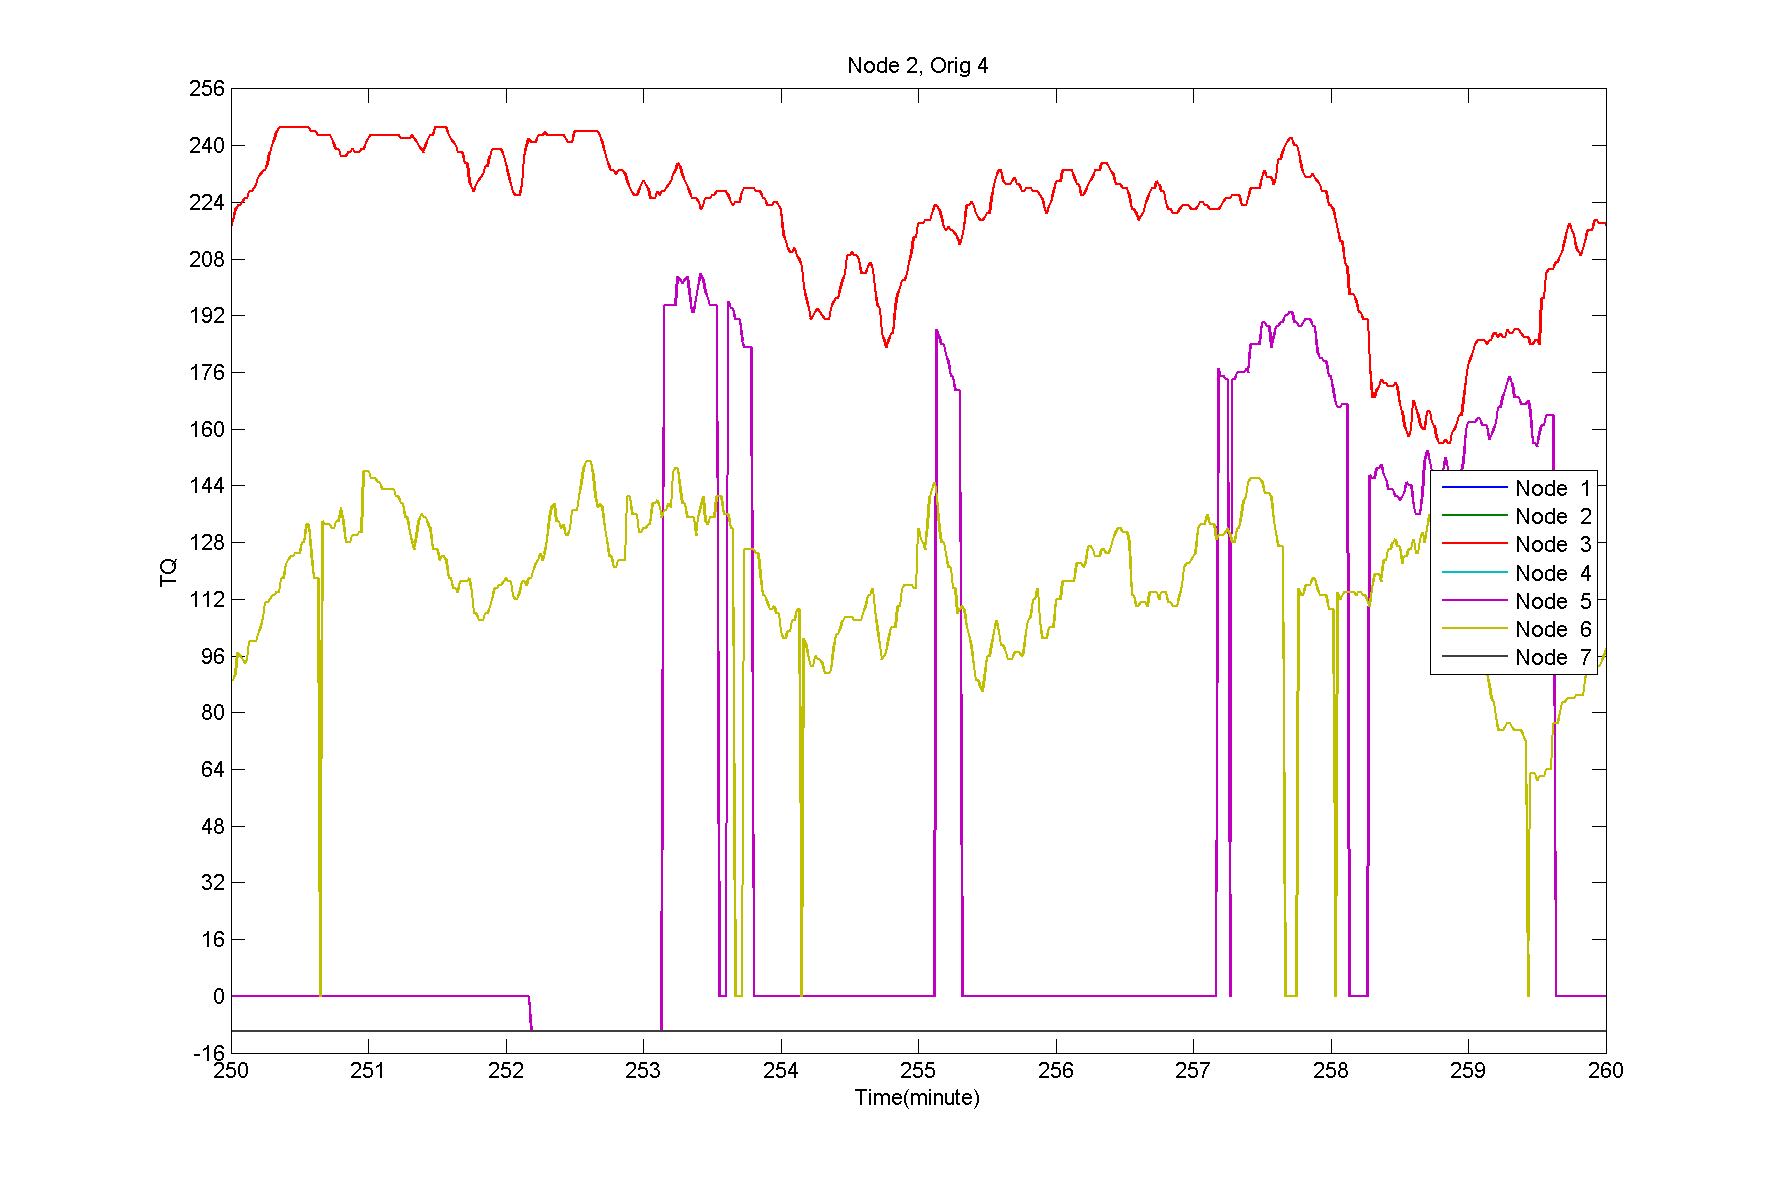 Node 2, Orig 4
256
240
224
208
192
176
160
144
128
112
96
80
64
48
32
16
0
-16
TQ
Node 1
Node 2
Node 3
Node 4
Node 5
Node 6
Node 7
250 251 252 253 254 255 256 257 258 259 260
Time(minute)